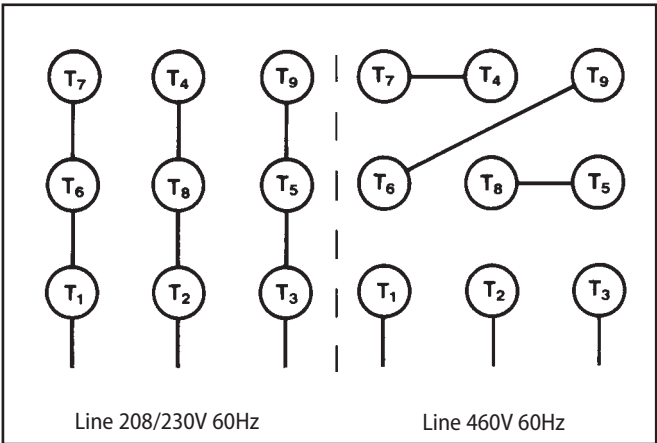 T7 T4 T9 T7 T4 T9
T6 T8 T5 T6 T8 T5
T1 T2 T3 T1 T2 T3
Line 208/230V 60Hz Line 460V 60Hz